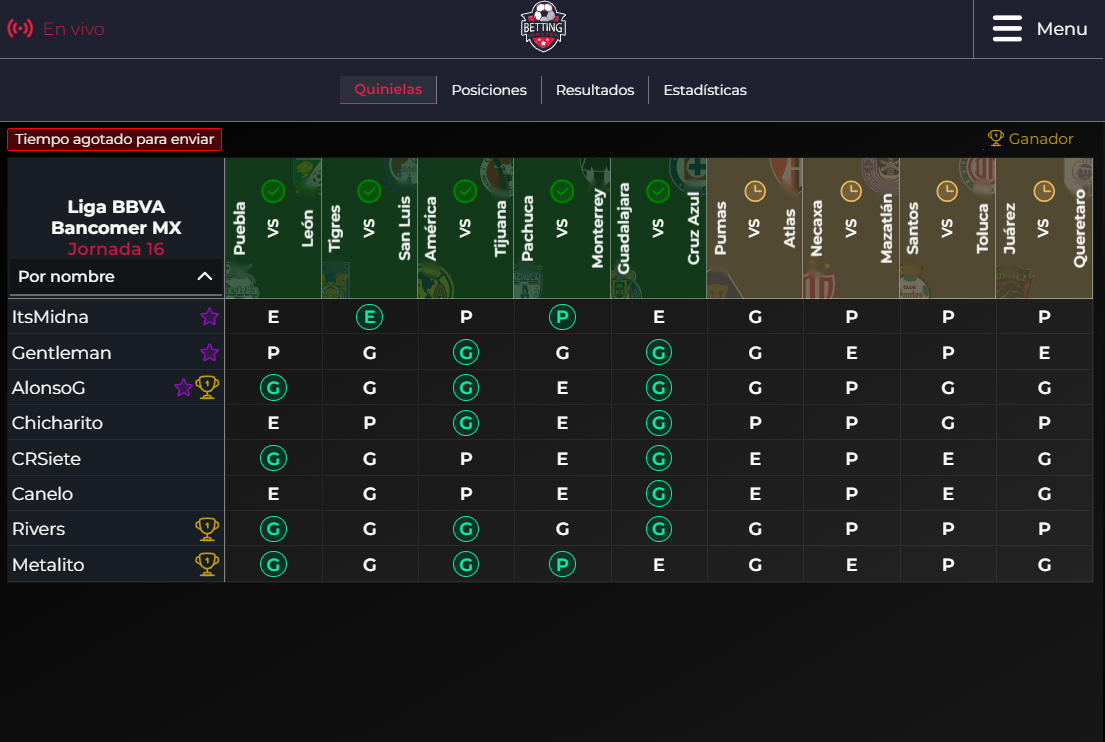 En vivo
BETTING
Menu
Quinielas
Posiciones
Resultados
Estadísticas
Tiempo agotado para enviar
Ganador
Liga BBVA
Bancomer MX
Jornada 16
Por nombre
Puebla VS León
Tigres VS San Luis
América VS Tijuana
Pachuca VS Monterrey
Guadalajara VS Cruz Azul
Pumas VS Atlas
Necaxa VS Mazatlán
Santos VS Toluca
Juárez VS Queretaro
ItsMidna E E P P E G P P P
Gentleman P G G G G G E P E
AlonsoG 1 G G G E G G P G G
Chicharito E P G E G P P G P
CRSiete G G P E G E P E G
Canelo E G P E G E P E G
Rivers 1 G G G G G G P P P
Metalito 1 G G G P E G E P G